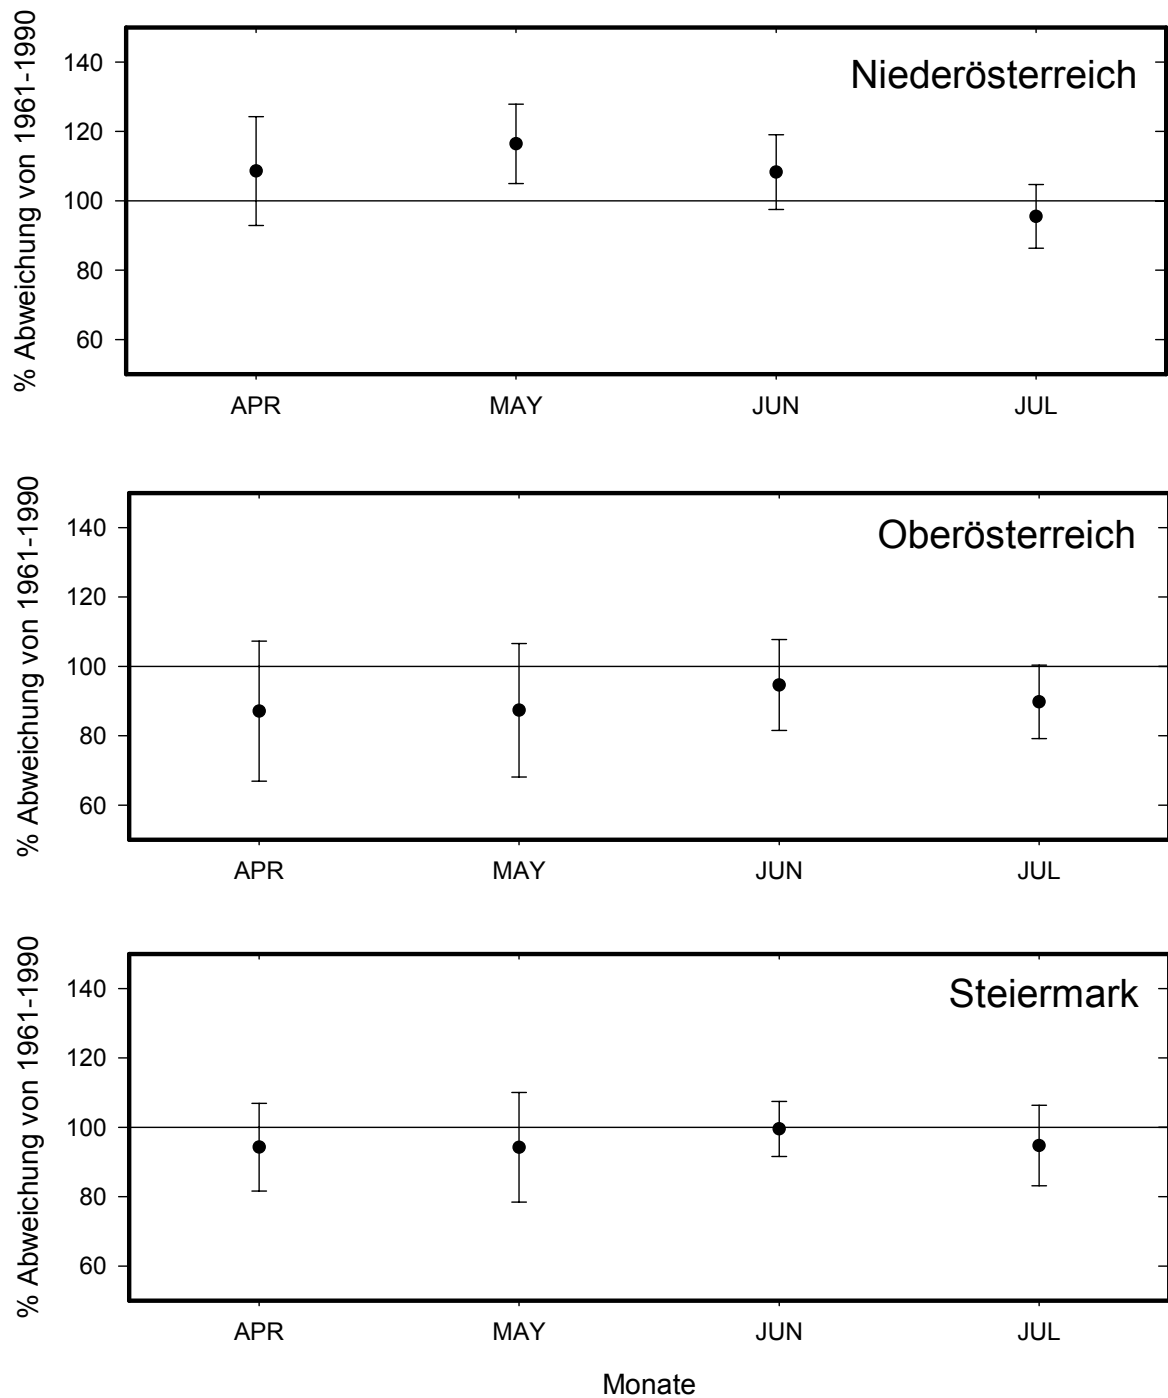 % Abweichung von 1961-1990
Niederösterreich
140
120
100
80
60
APR MAY JUN JUL
% Abweichung von 1961-1990
Oberösterreich
140
120
100
80
60
APR MAY JUN JUL
% Abweichung von 1961-1990
Steiermark
140
120
100
80
60
APR MAY JUN JUL
Monate